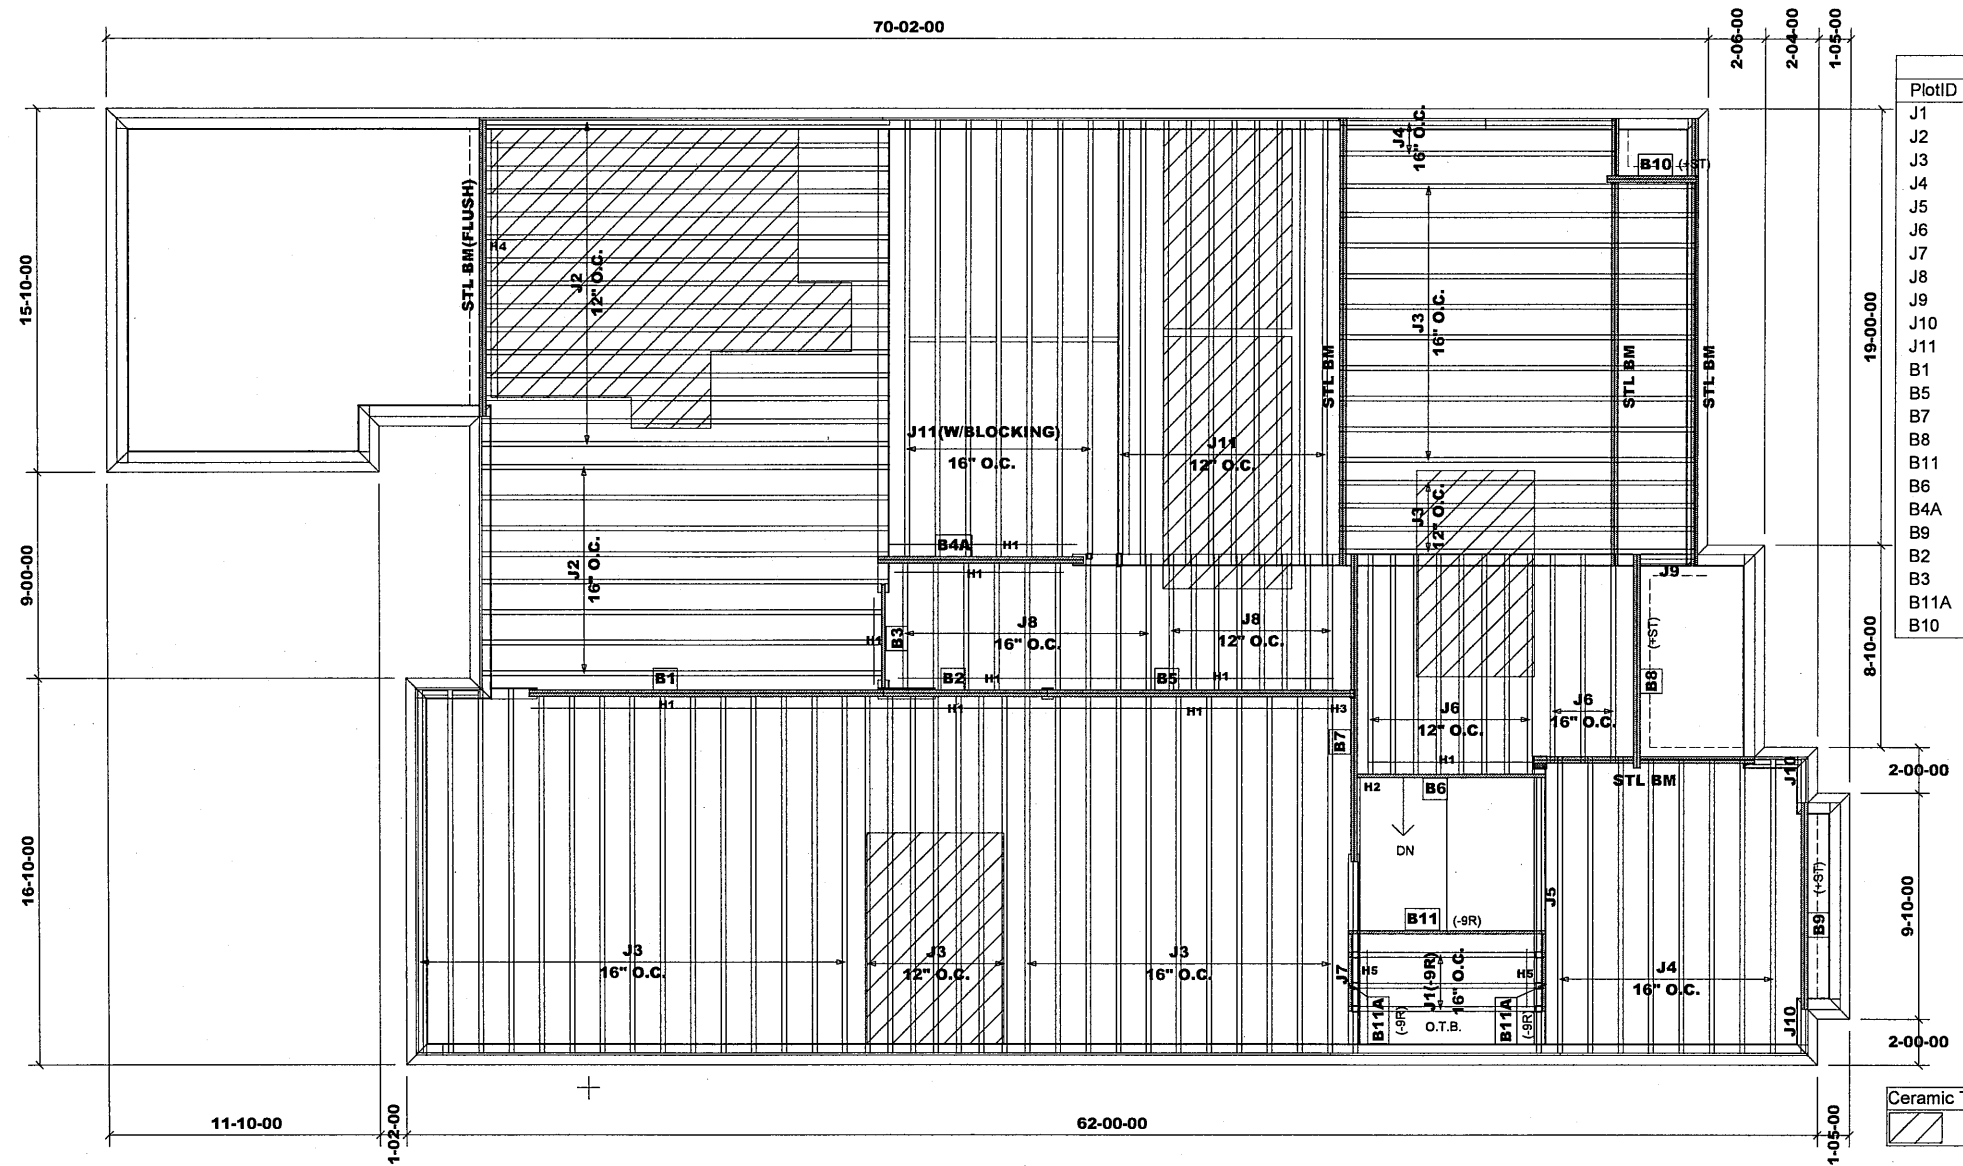 70-02-00
2-06-00
2-04-00
1-05-00
PlotID
J1
J2
J3
J4
J5
J6
J7
J8
J9
J10
J11
B1
B5
B7
B8
B11
B6
B4A
B9
B2
B3
B11A
B10
15-10-00
9-00-00
16-10-00
STL BM(FLUSH)
H4
J2
12" O.C.
J2
16" O.C.
J11(W/BLOCKING)
16" O.C.
J11
12" O.C.
J4
16" O.C.
B10 (+ST)
J3
16" O.C.
J3
12" O.C.
STL BM
STL BM
STL BM
19-00-00
8-10-00
B4A
H1
H1
H1
B3
J8
16" O.C.
J8
12" O.C.
J9
(+ST)
B8
B1
B2
H1
B5
H1
H1
H1
H1
H3
B7
J6
12" O.C.
J6
16" O.C.
H1
STL BM
J10
2-00-00
H2
B6
DN
J5
B11 (-9R)
J3
16" O.C.
J3
12" O.C.
J3
16" O.C.
J7
H5
J1(-9R)
16" O.C.
H5
B11A
(-9R)
O.T.B.
B11A
(-9R)
J4
16" O.C.
(+ST)
B9
J10
9-10-00
2-00-00
Ceramic
11-10-00
1-02-00
62-00-00
1-05-00